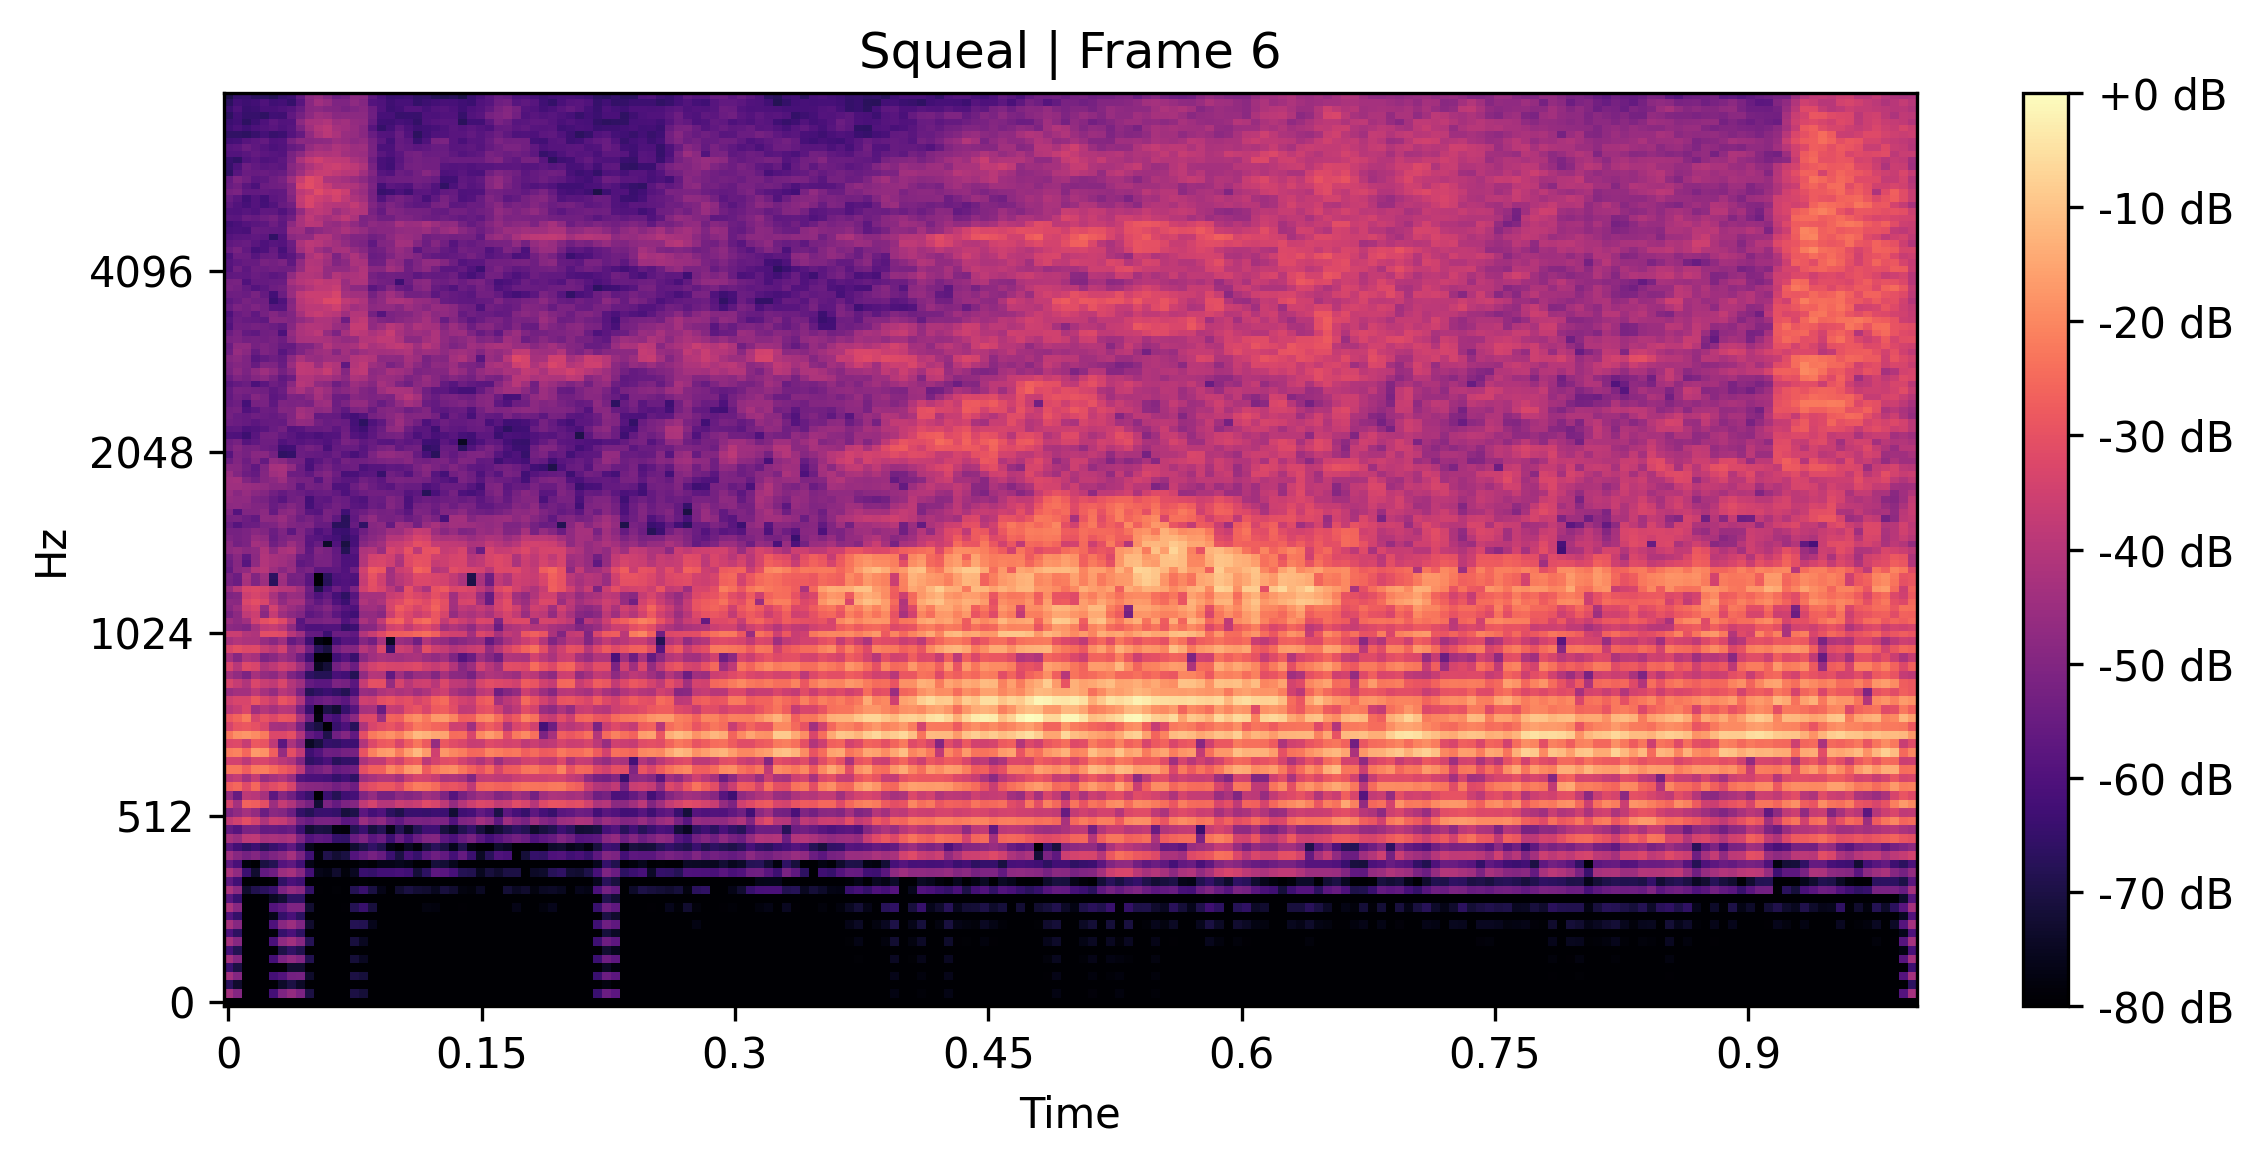 Squeal | Frame 6
+0 dB
-10 dB
-20 dB
-30 dB
-40 dB
-50 dB
-60 dB
-70 dB
-80 dB
Hz
4096
2048
1024
512
0
0 0.15 0.3 0.45 0.6 0.75 0.9
Time